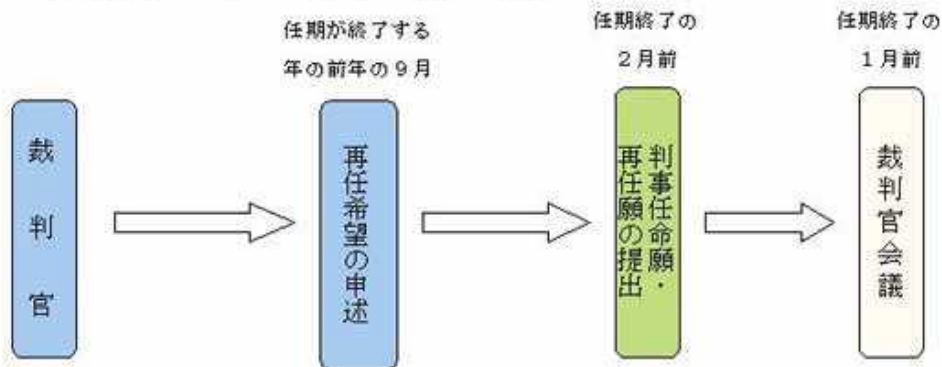 任期が終了する
年の前年の９月
任期終了の
２月前
任期終了の
１月前
裁判官
再任希望の申述
判事任命願・
再任願の提出
裁判官会議